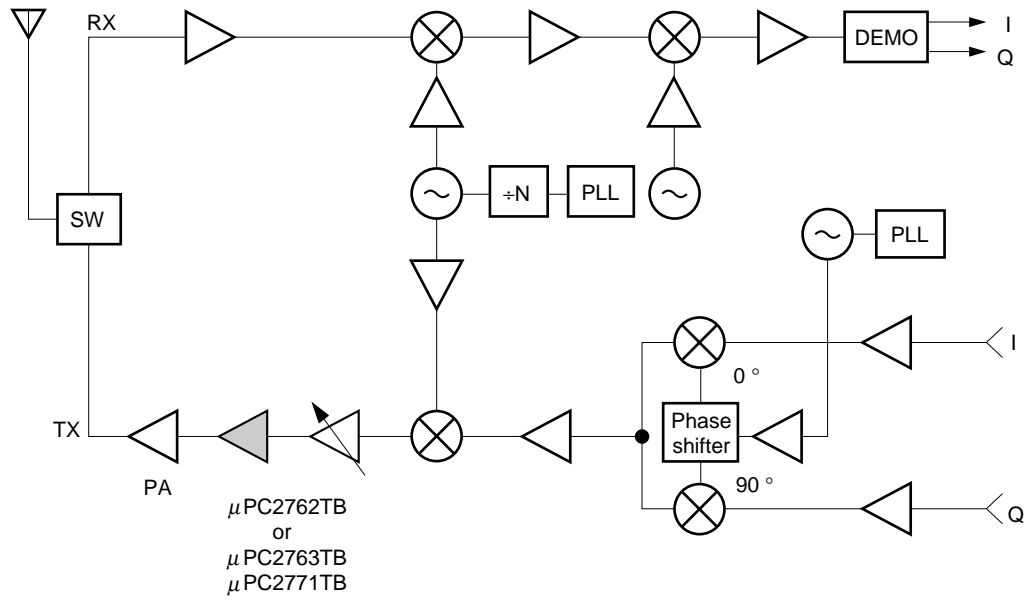 RX
DEMO
I
Q
÷N
PLL
SW
PLL
I
0 °
TX
Phase
shifter
PA
90 °
Q
µPC2762TB
or
µPC2763TB
µPC2771TB